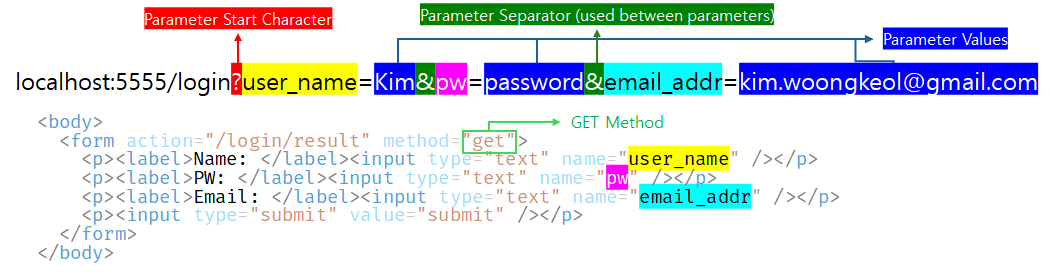 Parameter Start Character
Parameter Separator (used between parameters)
Parameter Values
localhost:5555/login?user_name=Kim&pw=password&email_addr=kim.woongkeol@gmail.com
<body>
GET Method
<form action="/login/result" method="get">
<p><label>Name: </label><input type="text" name="user_name" /></p>
<p><label>PW: </label><input type="text" name="pw" /></p>
<p><label>Email: </label><input type="text" name="email_addr" /></p>
<p><input type="submit" value="submit" /></p>
</form>
</body>